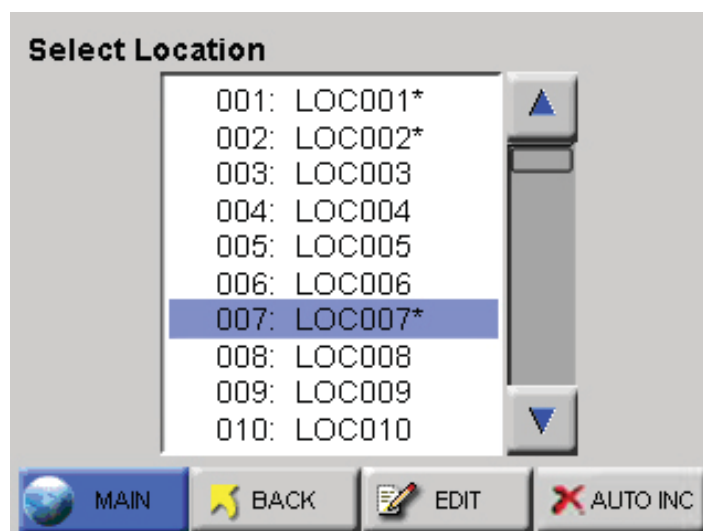 Select Location
001: LOC001*
002: LOC002*
003: LOC003
004: LOC004
005: LOC005
006: LOC006
007: LOC007*
008: LOC008
009: LOC009
010: LOC010
MAIN BACK EDIT AUTO INC